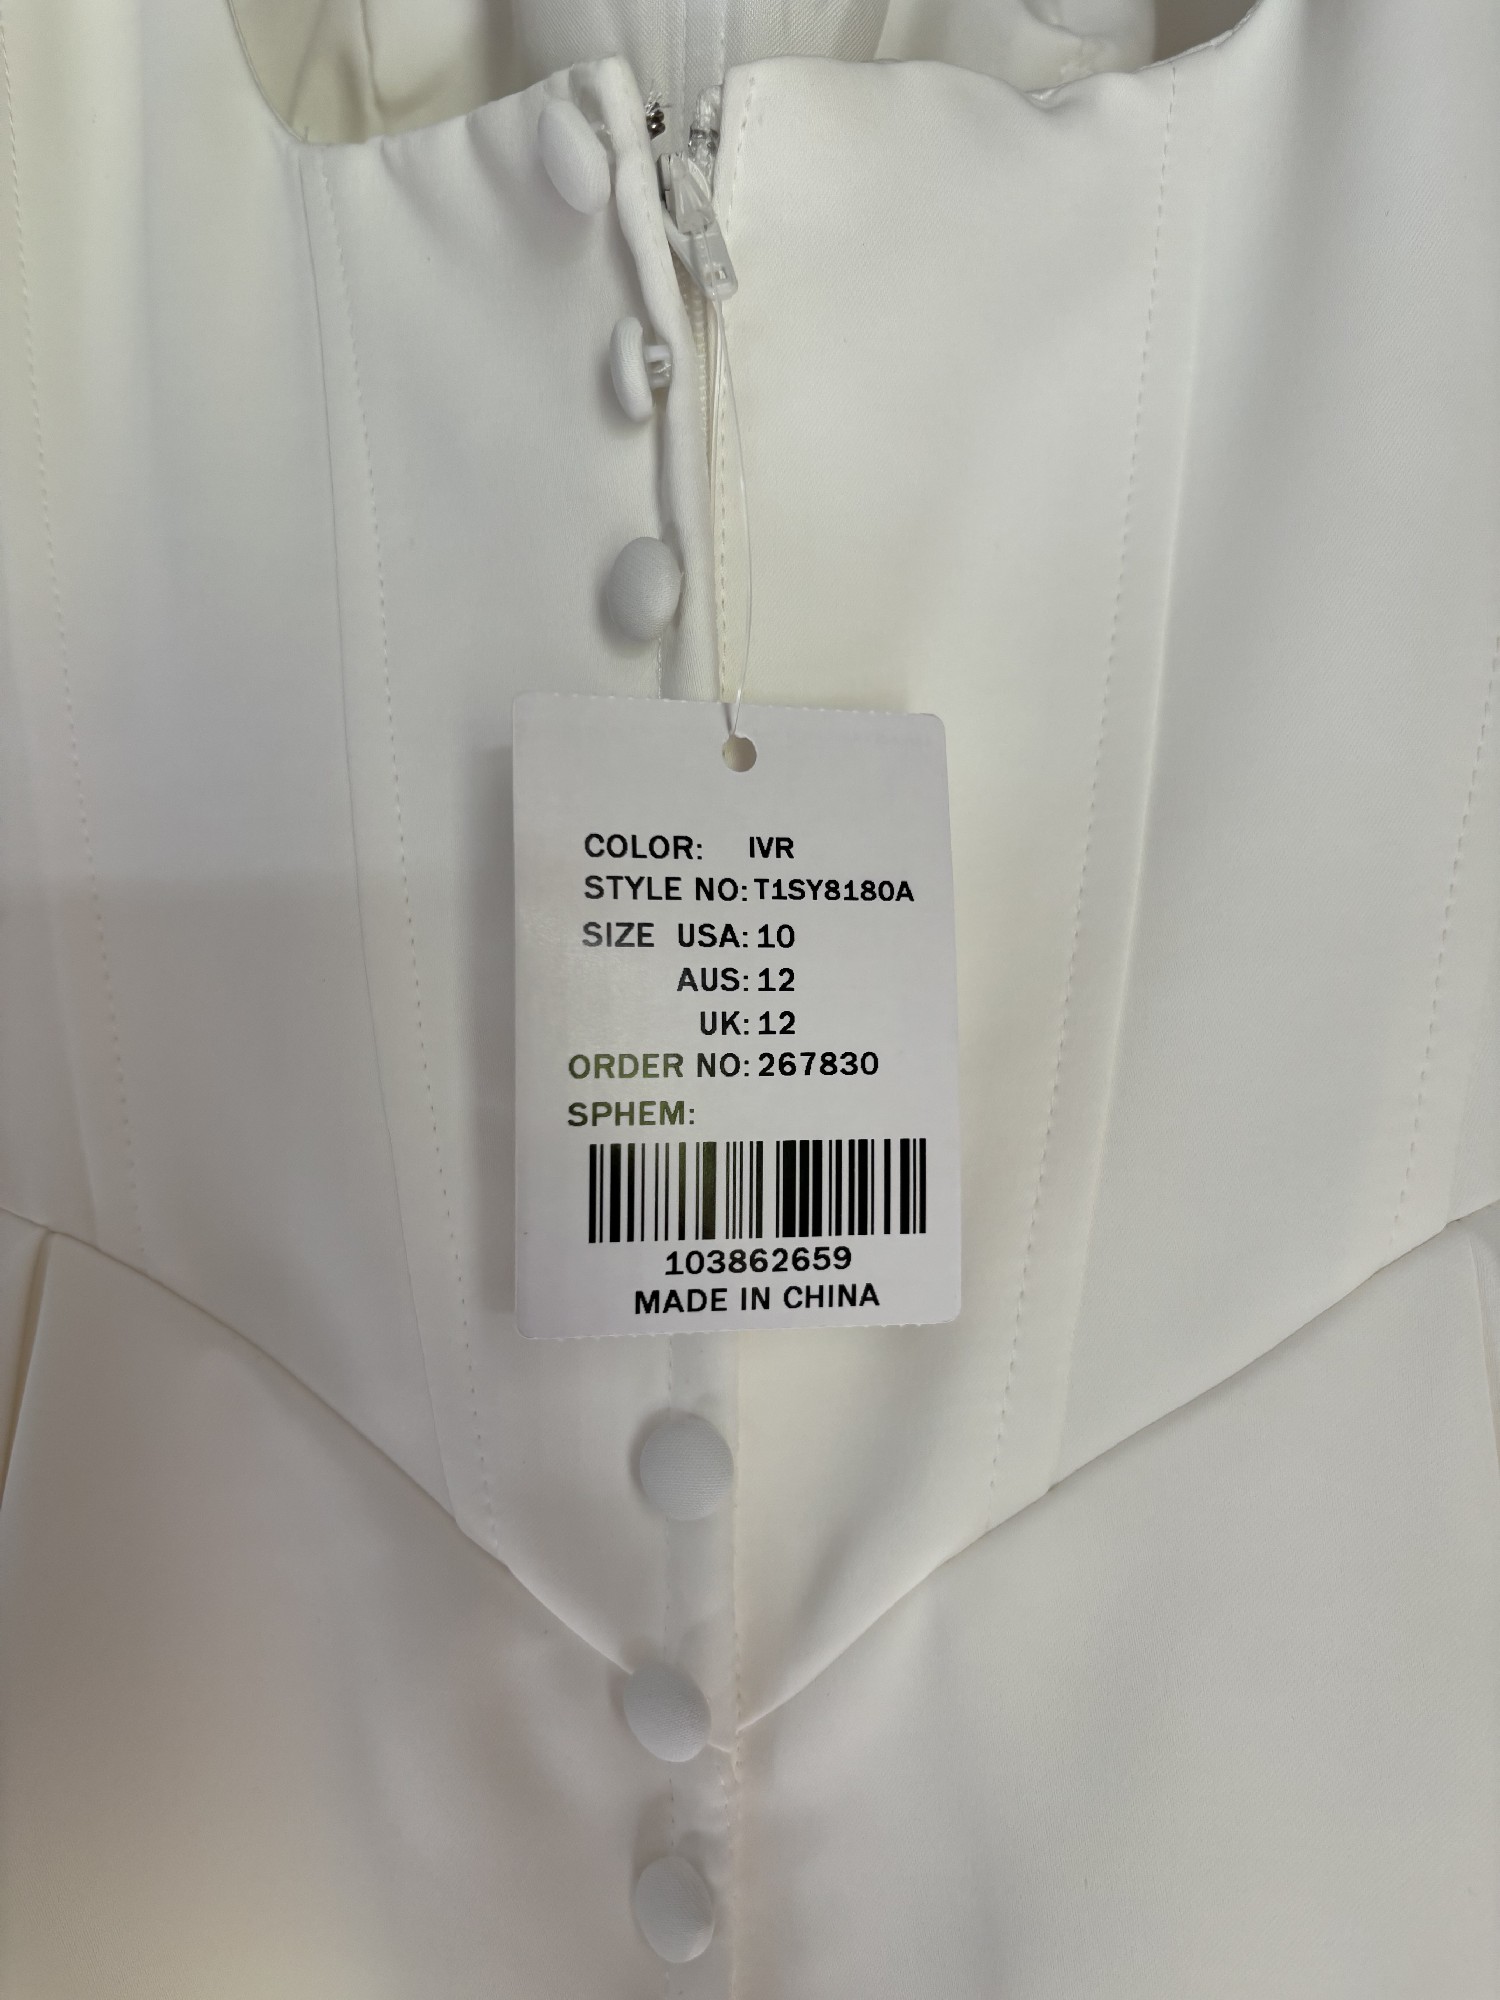 COLOR: IVR
STYLE NO: T1SY8180A
SIZE USA: 10
AUS: 12
UK: 12
ORDER NO: 267830
SPHEM:
103862659
MADE IN CHINA